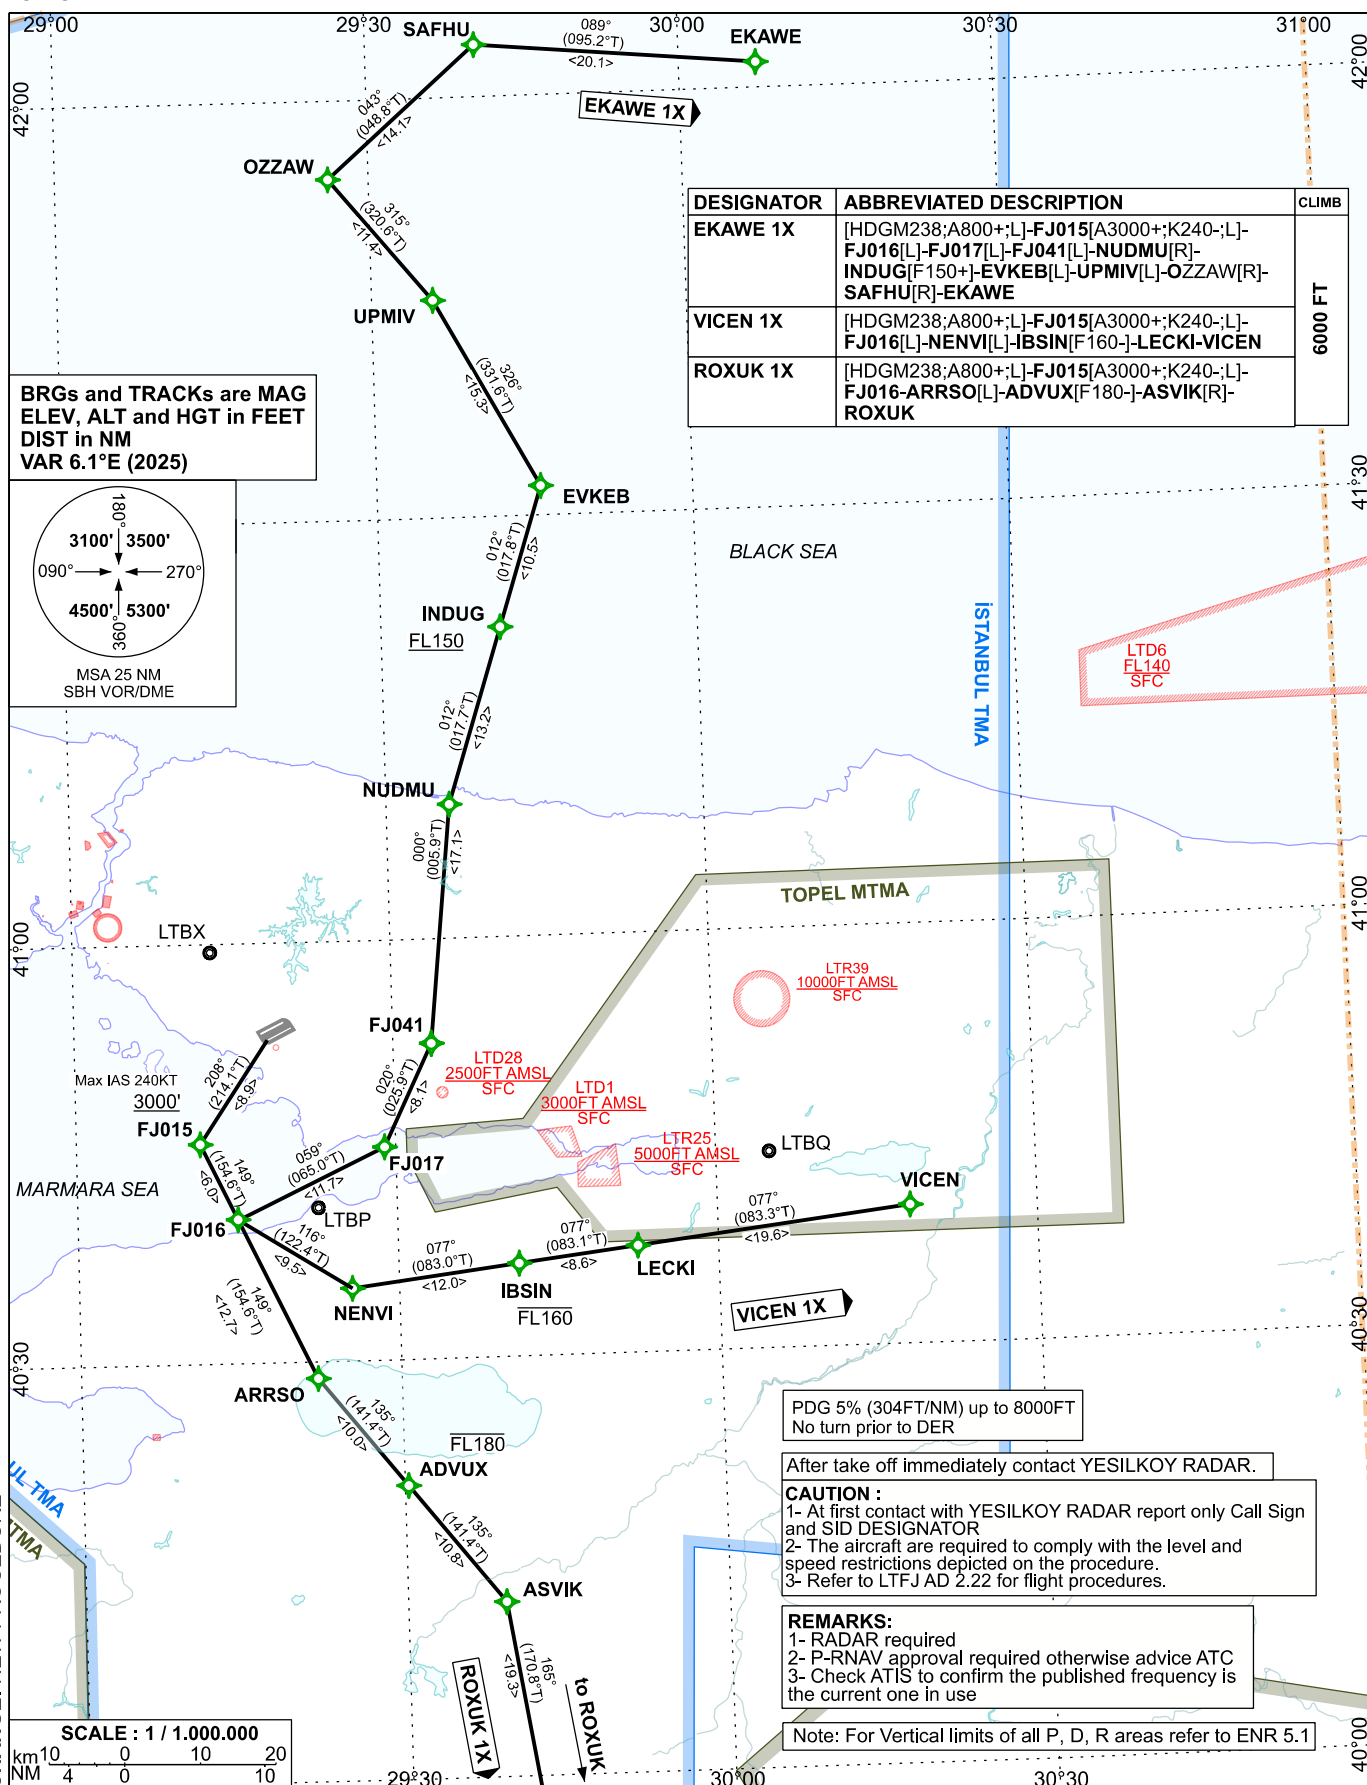 29°00
29°30
30°00
30°30
31°00
42°00
SAFHU
089°
(095.2°T)
<20.1>
EKAWE
42°00
043°
(048.8°T)
<14.1>
EKAWE 1X
OZZAW
315°
(320.6°T)
<11.4>
UPMIV
DESIGNATOR
ABBREVIATED DESCRIPTION
CLIMB
EKAWE 1X
[HDGM238;A800+;L]-FJ015[A3000+;K240-;L]-
FJ016[L]-FJ017[L]-FJ041[L]-NUDMU[R]-
INDUG[F150+]-EVKEB[L]-UPMIV[L]-OZZAW[R]-
SAFHU[R]-EKAWE
VICEN 1X
[HDGM238;A800+;L]-FJ015[A3000+;K240-;L]-
FJ016[L]-NENVI[L]-IBSIN[F160-]-LECKI-VICEN
ROXUK 1X
[HDGM238;A800+;L]-FJ015[A3000+;K240-;L]-
FJ016-ARRSO[L]-ADVUX[F180-]-ASVIK[R]-
ROXUK
6000 FT
BRGs and TRACKs are MAG
ELEV, ALT and HGT in FEET
DIST in NM
VAR 6.1°E (2025)
326°
(331.6°T)
<15.3>
EVKEB
41°30
180°
3100' 3500'
090°
270°
4500' 5300'
360°
MSA 25 NM
SBH VOR/DME
012°
(017.8°T)
<10.5>
BLACK SEA
INDUG
FL150
İSTANBUL TMA
LTD6
FL140
SFC
012°
(017.7°T)
<13.2>
NUDMU
000°
(005.9°T)
<17.1>
TOPEL MTMA
41°00
LTBX
41°00
LTR39
10000FT AMSL
SFC
FJ041
LTD28
2500FT AMSL
SFC
LTD1
3000FT AMSL
SFC
LTR25
5000FT AMSL
SFC
020°
(025.9°T)
<8.1>
208°
(214.1°T)
<8.9>
Max IAS 240KT
3000'
FJ015
LTBQ
FJ017
059°
(065.0°T)
<11.7>
149°
(154.6°T)
<6.0>
MARMARA SEA
FJ016
LTBP
VICEN
077°
(083.3°T)
<19.6>
077°
(083.1°T)
<8.6>
LECKI
116°
(122.4°T)
<9.5>
077°
(083.0°T)
<12.0>
IBSIN
FL160
NENVI
VICEN 1X
40°30
149°
(154.6°T)
<12.7>
40°30
ARRSO
135°
(141.4°T)
<10.0>
FL180
ADVUX
PDG 5% (304FT/NM) up to 8000FT
No turn prior to DER
After take off immediately contact YESILKOY RADAR.
CAUTION :
1- At first contact with YESILKOY RADAR report only Call Sign
and SID DESIGNATOR
2- The aircraft are required to comply with the level and
speed restrictions depicted on the procedure.
3- Refer to LTFJ AD 2.22 for flight procedures.
UL TMA
MTMA
135°
(141.4°T)
<10.8>
ASVIK
REMARKS:
1- RADAR required
2- P-RNAV approval required otherwise advice ATC
3- Check ATIS to confirm the published frequency is
the current one in use
165°
(170.8°T)
<19.3>
ROXUK 1X
to ROXUK
Note: For Vertical limits of all P, D, R areas refer to ENR 5.1
40°00
SCALE : 1 / 1.000.000
km 10 0 10 20
NM 4 0 10
29°30
30°00
30°30